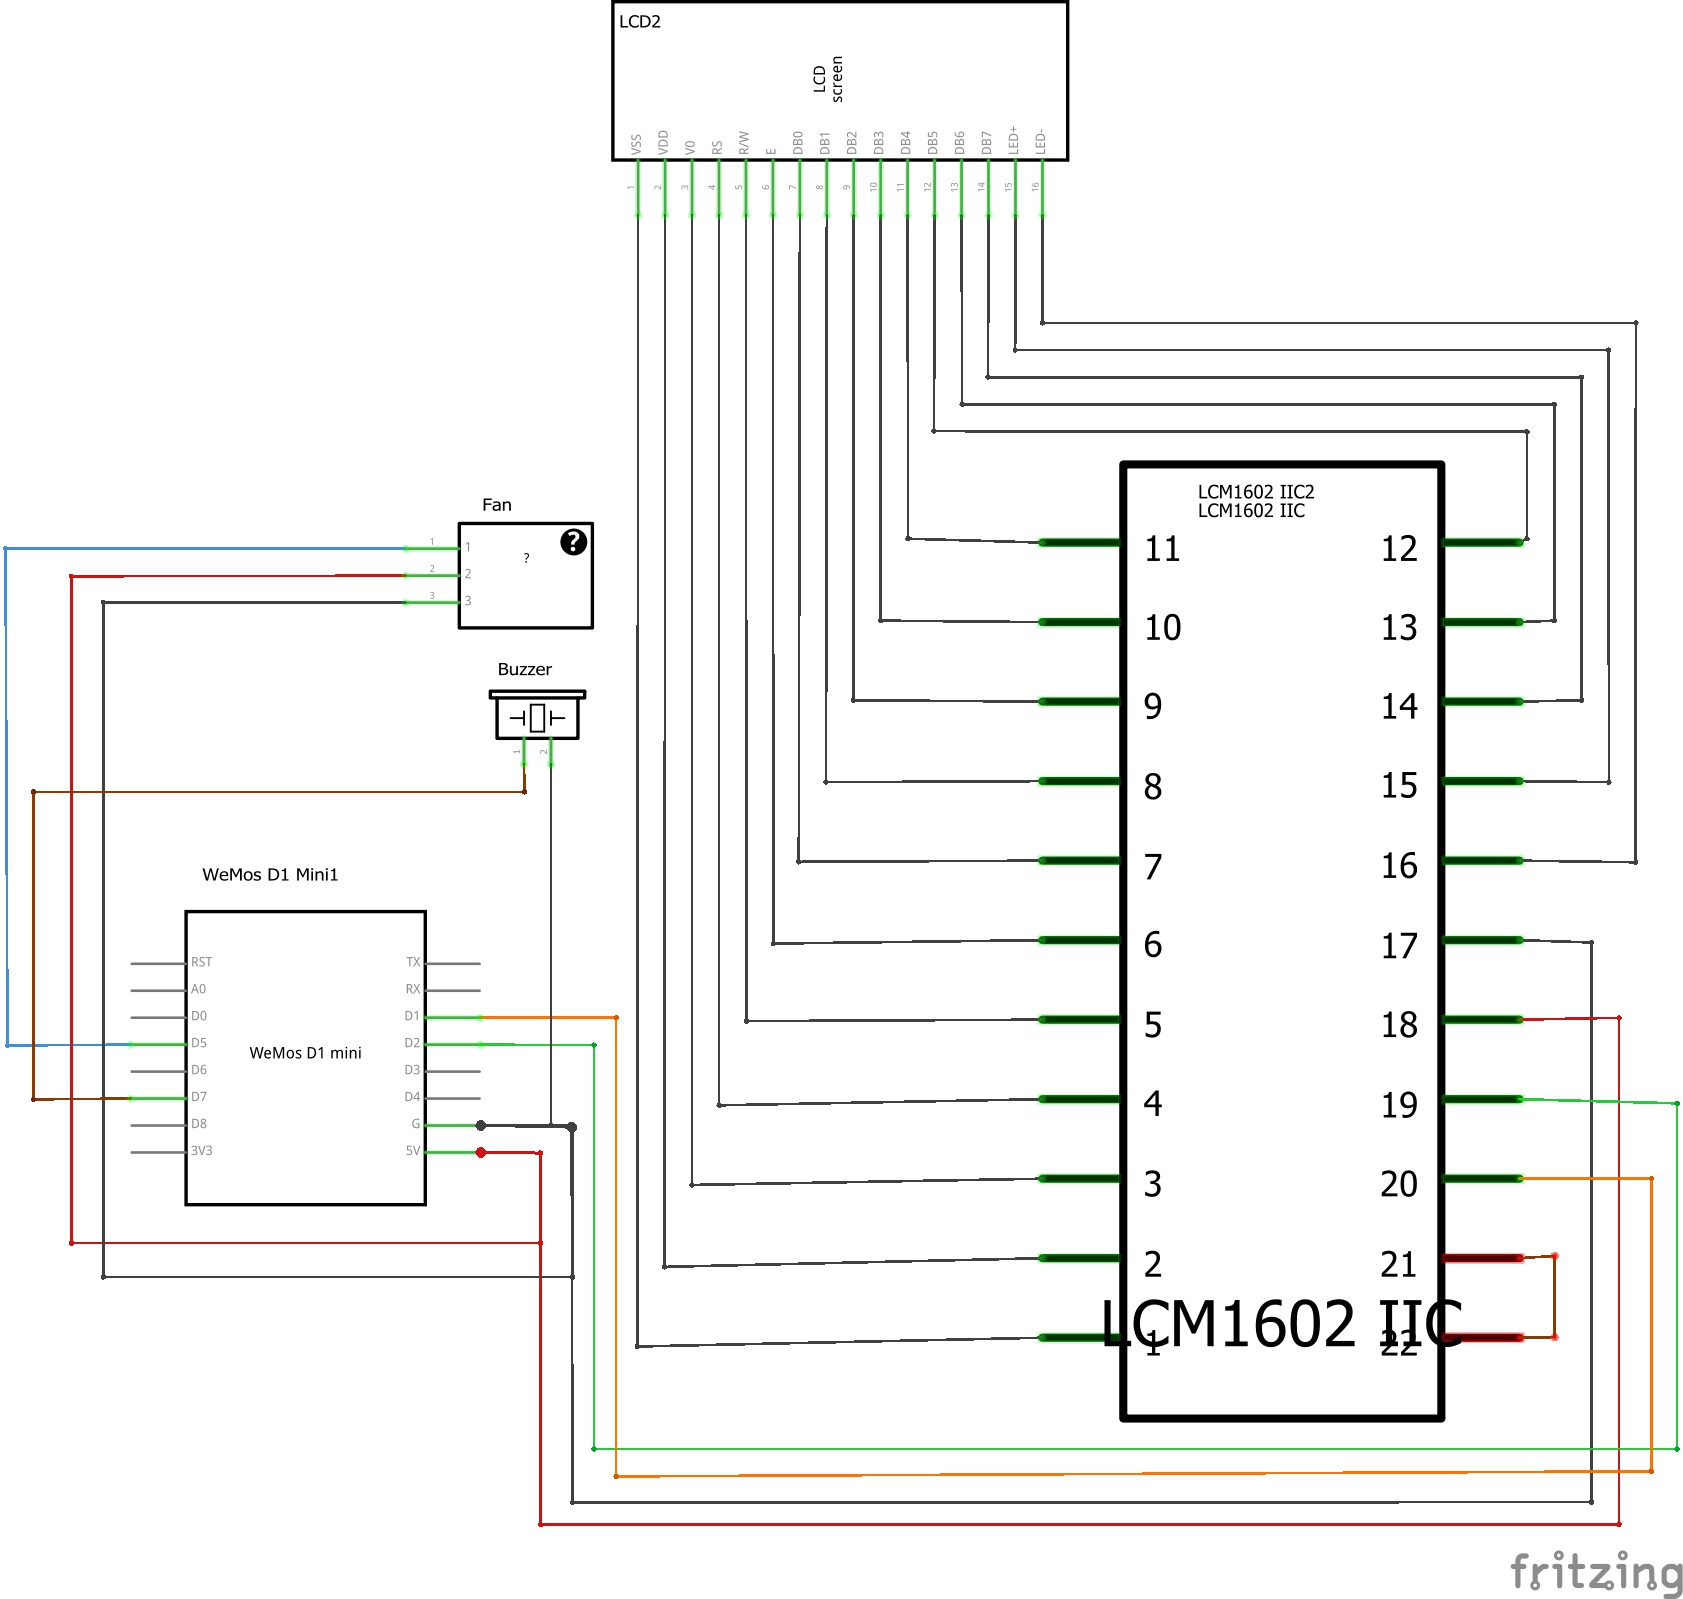 LCD2
LCD
screen
VSS
VDD
V0
RS
R/W
E
DB0
DB1
DB2
DB3
DB4
DB5
DB6
DB7
LED+
LED-
1
2
3
4
5
6
7
8
9
10
11
12
13
14
15
16
LCM1602 IIC2
LCM1602 IIC
11
12
10
13
9
14
8
15
7
16
6
17
5
18
4
19
3
20
2
21
1
22
LCM1602 IIC
Fan
?
?
1
1
2
2
3
3
Buzzer
1
2
WeMos D1 Mini1
WeMos D1 mini
RST
TX
A0
RX
D0
D1
D5
D2
D6
D3
D7
D4
D8
G
3V3
5V
fritzing